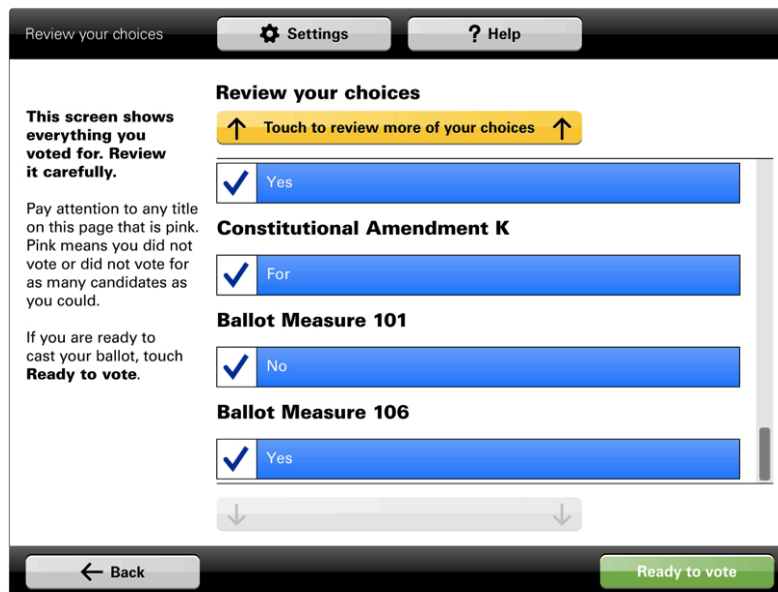 Review your choices
Settings
? Help
This screen shows
everything you
voted for. Review
it carefully.
Pay attention to any title
on this page that is pink.
Pink means you did not
vote or did not vote for
as many candidates as
you could.
If you are ready to
cast your ballot, touch
Ready to vote.
Review your choices
↑ Touch to review more of your choices ↑
Yes
Constitutional Amendment K
For
Ballot Measure 101
No
Ballot Measure 106
Yes
← Back
Ready to vote